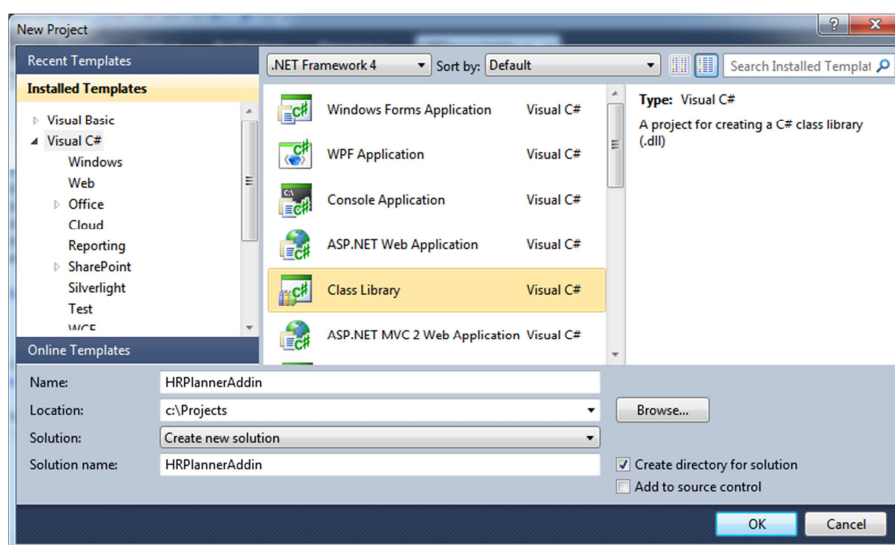 New Project
Recent Templates
Installed Templates
Visual Basic
Visual C#
Windows
Web
Office
Cloud
Reporting
SharePoint
Silverlight
Test
WCF
Online Templates
.NET Framework 4 Sort by: Default
Search Installed Templat
Windows Forms Application Visual C#
WPF Application Visual C#
Console Application Visual C#
ASP.NET Web Application Visual C#
Class Library Visual C#
ASP.NET MVC 2 Web Application Visual C#
Type: Visual C#
A project for creating a C# class library
(.dll)
Name: HRPlannerAddin
Location: c:\Projects Browse...
Solution: Create new solution
Solution name: HRPlannerAddin
Create directory for solution
Add to source control
OK Cancel